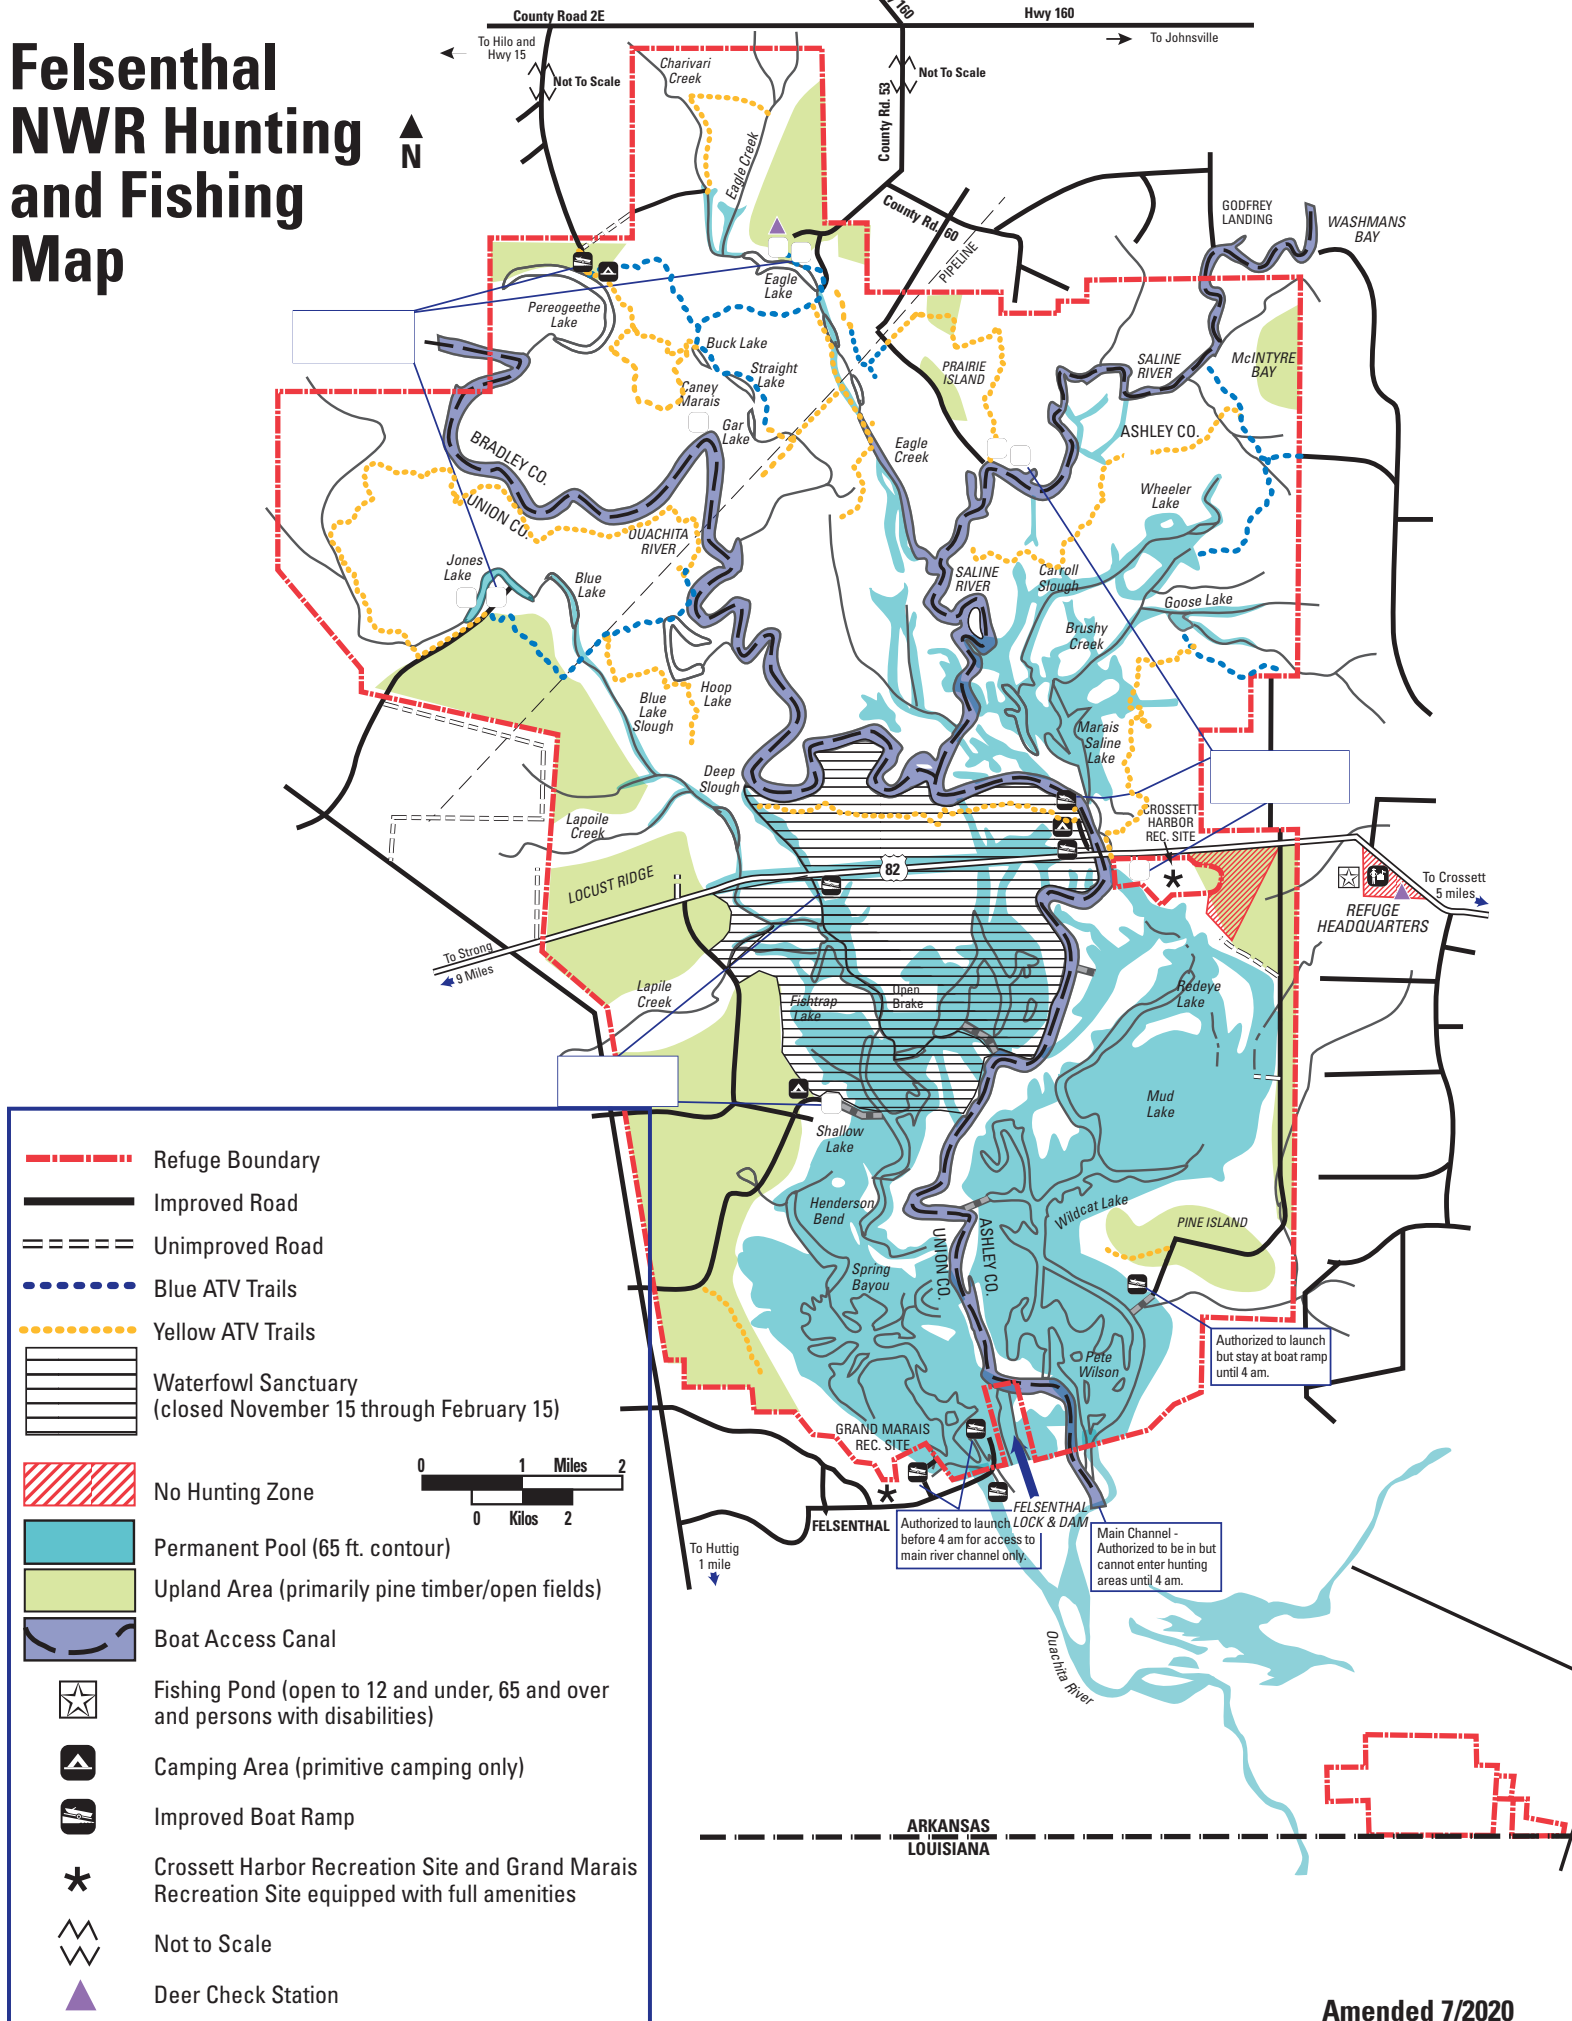 Felsenthal
NWR Hunting
and Fishing
Map
N
County Road 2E
Hwy 160
160
To Hilo and
Hwy 15
To Johnsville
Not To Scale
Not To Scale
County Rd. 53
County Rd. 60
PIPELINE
Charivari
Creek
Eagle Creek
GODFREY
LANDING
WASHMANS
BAY
Eagle
Lake
Pereogeethe
Lake
Buck Lake
Straight
Lake
Caney
Marais
Gar
Lake
PRAIRIE
ISLAND
SALINE
RIVER
McINTYRE
BAY
ASHLEY CO.
BRADLEY CO.
UNION CO.
Eagle
Creek
Wheeler
Lake
OUACHITA
RIVER
Jones
Lake
Blue
Lake
SALINE
RIVER
Carroll
Slough
Goose Lake
Brushy
Creek
Hoop
Lake
Blue
Lake
Slough
Marais
Saline
Lake
Deep
Slough
Lapoile
Creek
CROSSETT
HARBOR
REC. SITE
LOCUST RIDGE
82
To Crossett
5 miles
REFUGE
HEADQUARTERS
To Strong
9 Miles
Lapile
Creek
Fishtrap
Lake
Open
Brake
Redeye
Lake
Mud
Lake
Shallow
Lake
Henderson
Bend
Wildcat Lake
PINE ISLAND
UNION CO.
ASHLEY CO.
Spring
Bayou
Pete
Wilson
Authorized to launch
but stay at boat ramp
until 4 am.
GRAND MARAIS
REC. SITE
FELSENTHAL
FELSENTHAL
LOCK & DAM
Authorized to launch
before 4 am for access to
main river channel only.
Main Channel -
Authorized to be in but
cannot enter hunting
areas until 4 am.
To Huttig
1 mile
Ouachita River
ARKANSAS
LOUISIANA
Refuge Boundary
Improved Road
Unimproved Road
Blue ATV Trails
Yellow ATV Trails
Waterfowl Sanctuary
(closed November 15 through February 15)
No Hunting Zone
0 1 Miles 2
0 Kilos 2
Permanent Pool (65 ft. contour)
Upland Area (primarily pine timber/open fields)
Boat Access Canal
Fishing Pond (open to 12 and under, 65 and over
and persons with disabilities)
Camping Area (primitive camping only)
Improved Boat Ramp
Crossett Harbor Recreation Site and Grand Marais
Recreation Site equipped with full amenities
Not to Scale
Deer Check Station
Amended 7/2020